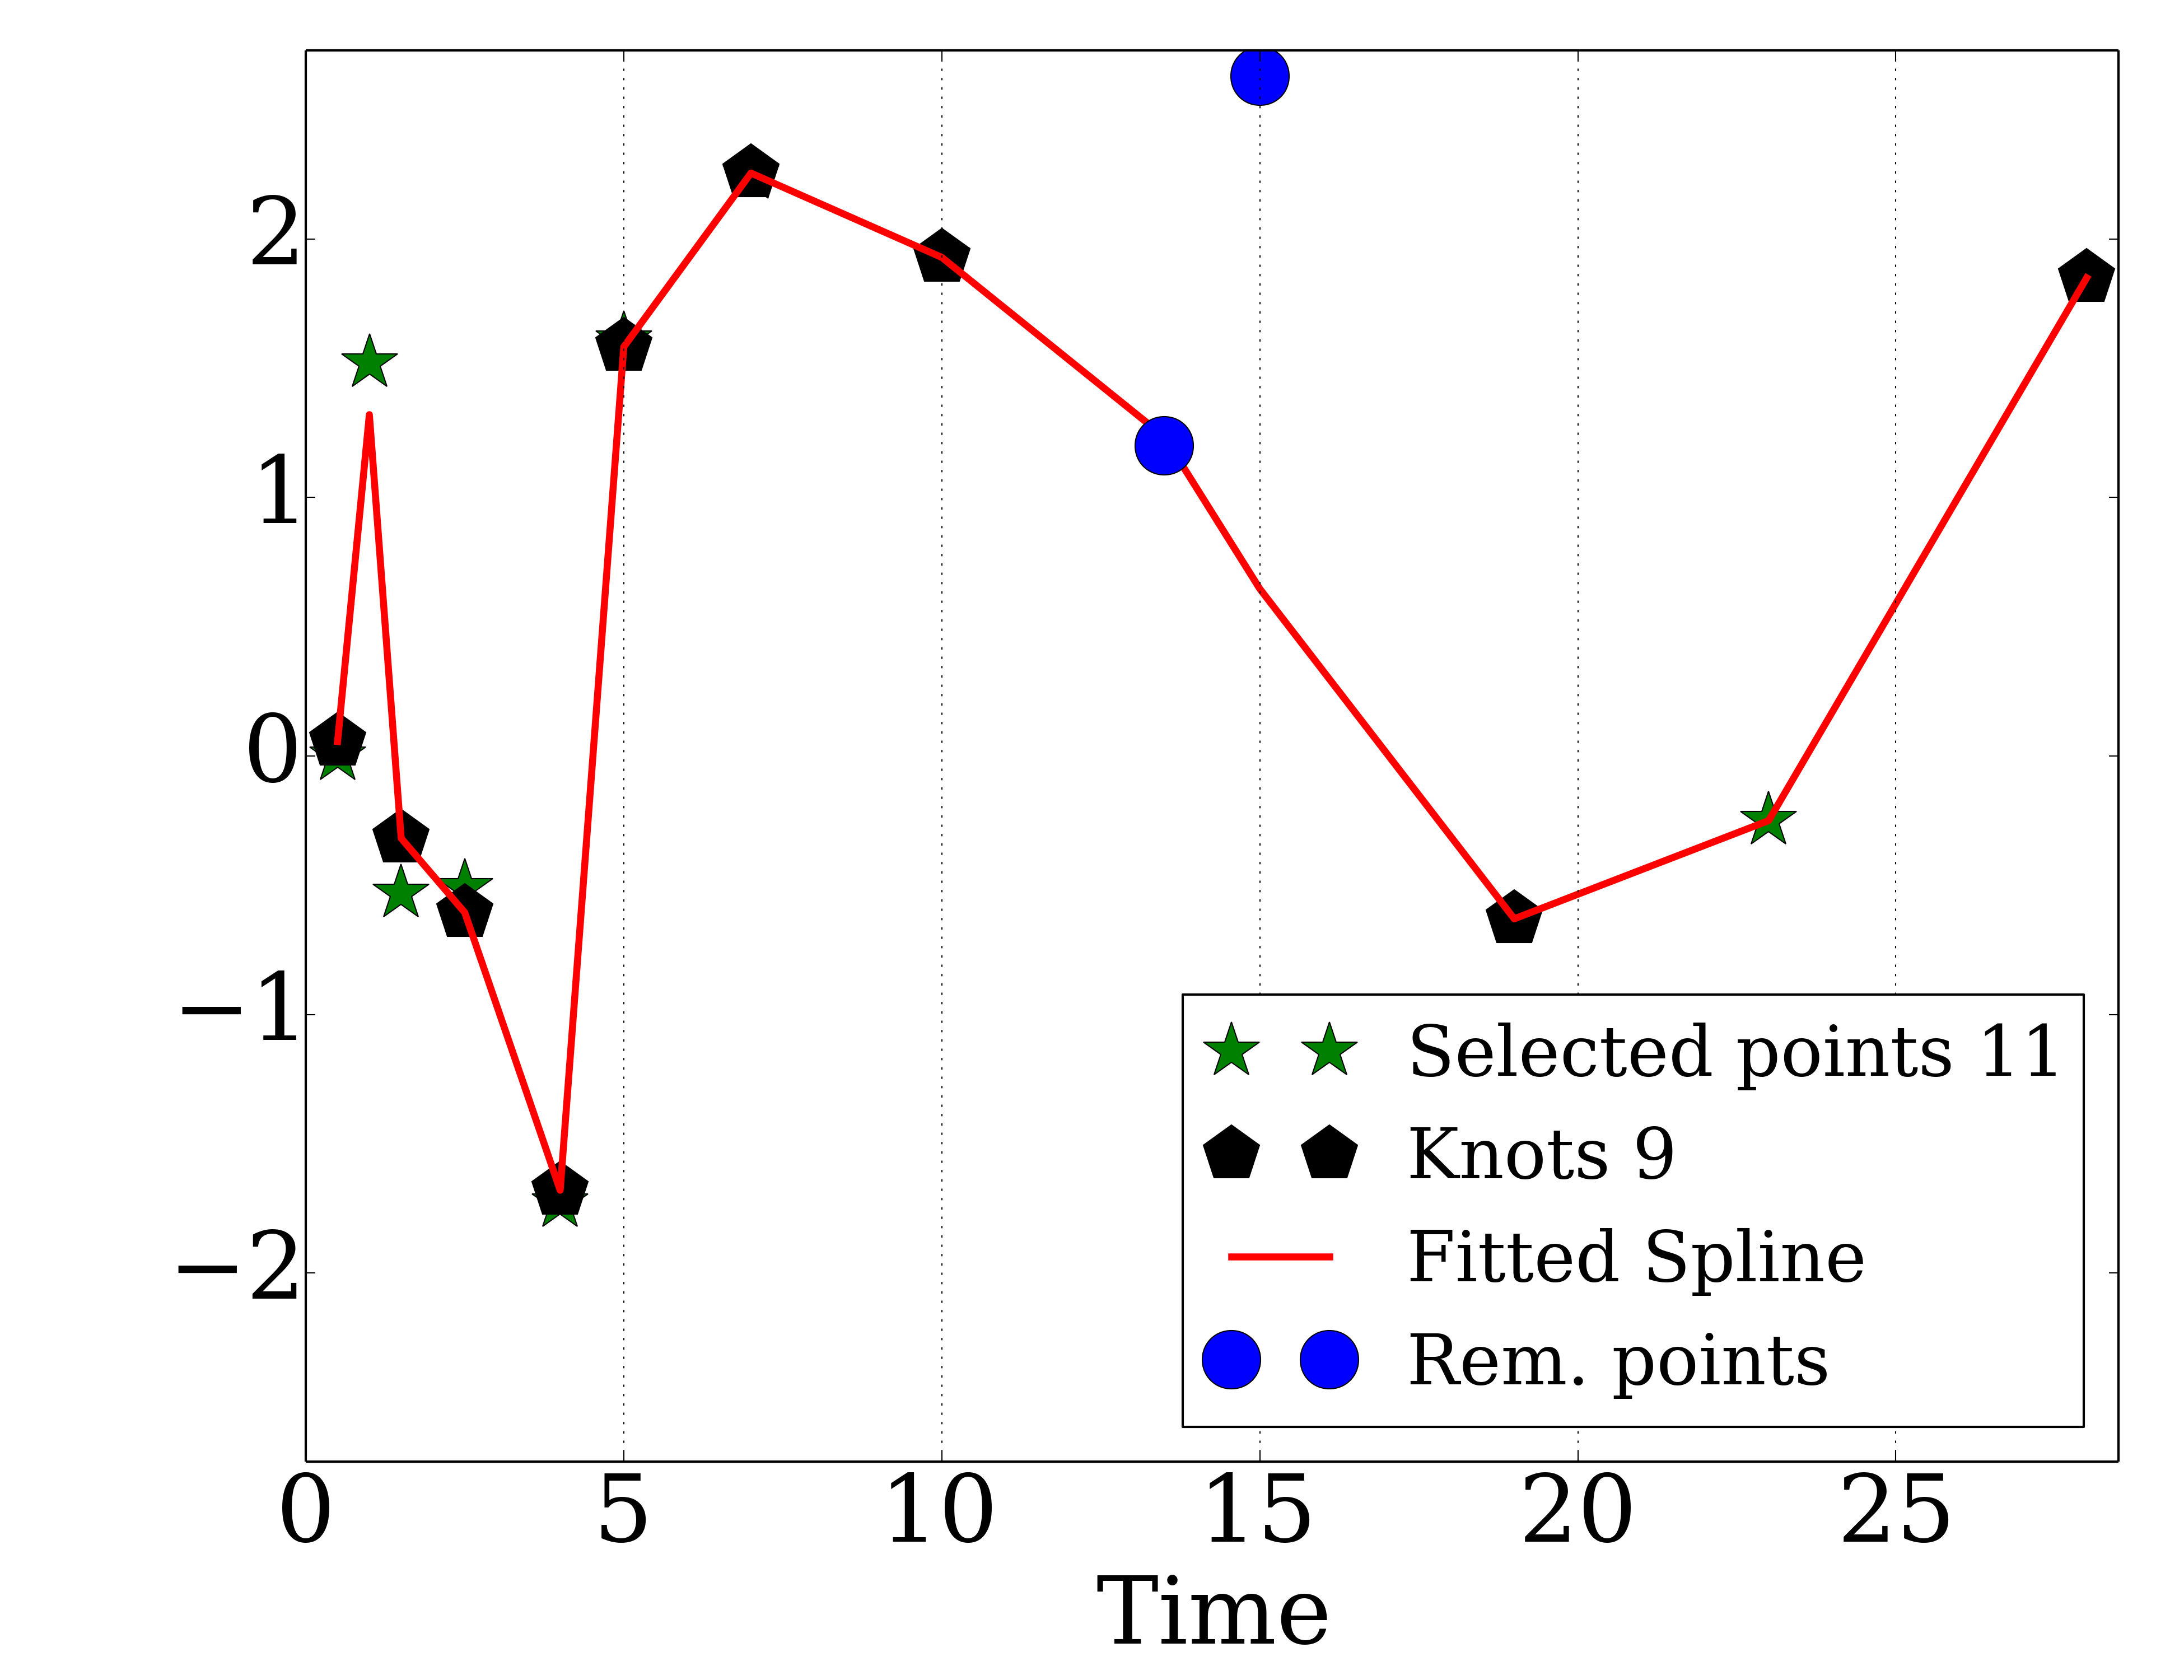 2
1
0
−1
−2
Selected points 11
Knots 9
Fitted Spline
Rem. points
0 5 10 15 20 25
Time